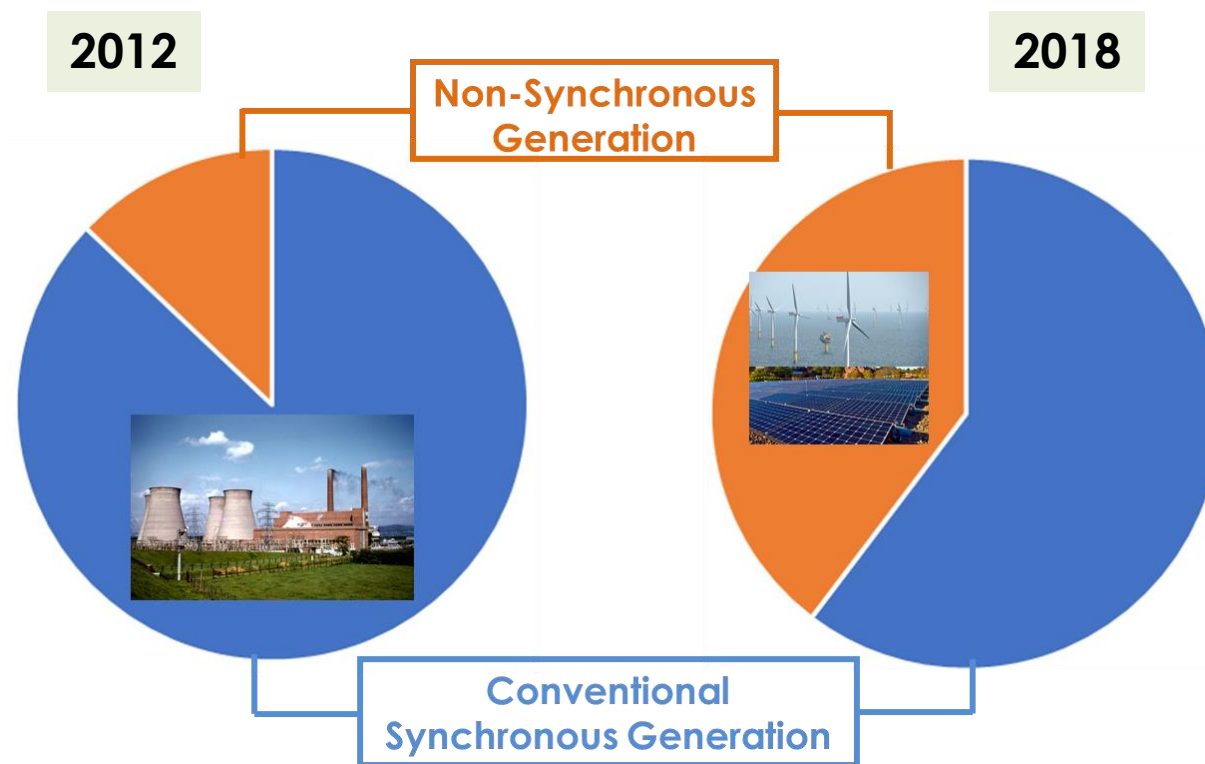 2012
2018
Non-Synchronous
Generation
Conventional
Synchronous Generation